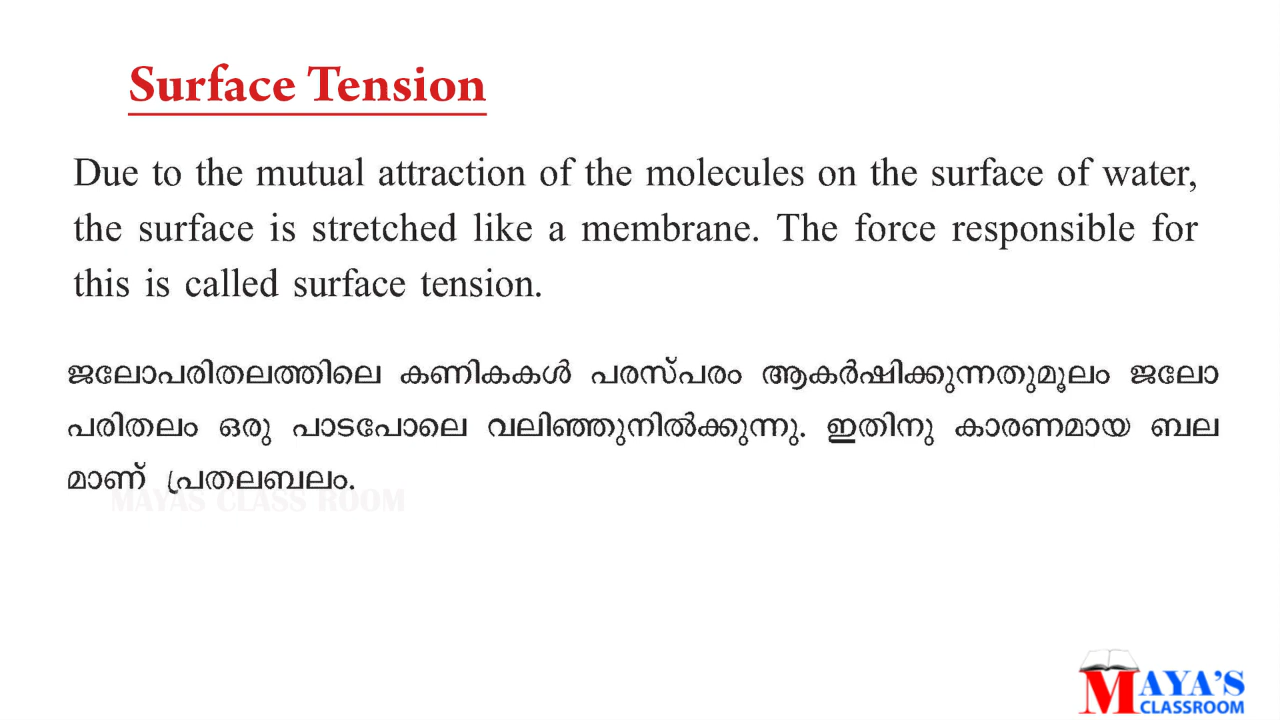 Surface Tension
Due to the mutual attraction of the molecules on the surface of water,
the surface is stretched like a membrane. The force responsible for
this is called surface tension.
ജലോപരിതലത്തിലെ കണികകൾ പരസ്പരം ആകർഷിക്കുന്നതുമൂലം ജലോ
പരിതലം ഒരു പാടപോലെ വലിഞ്ഞുനിൽക്കുന്നു. ഇതിനു കാരണമായ ബല
മാണ് പ്രതലബലം.
MAYAS CLASS ROOM
MAYA'S
CLASSROOM